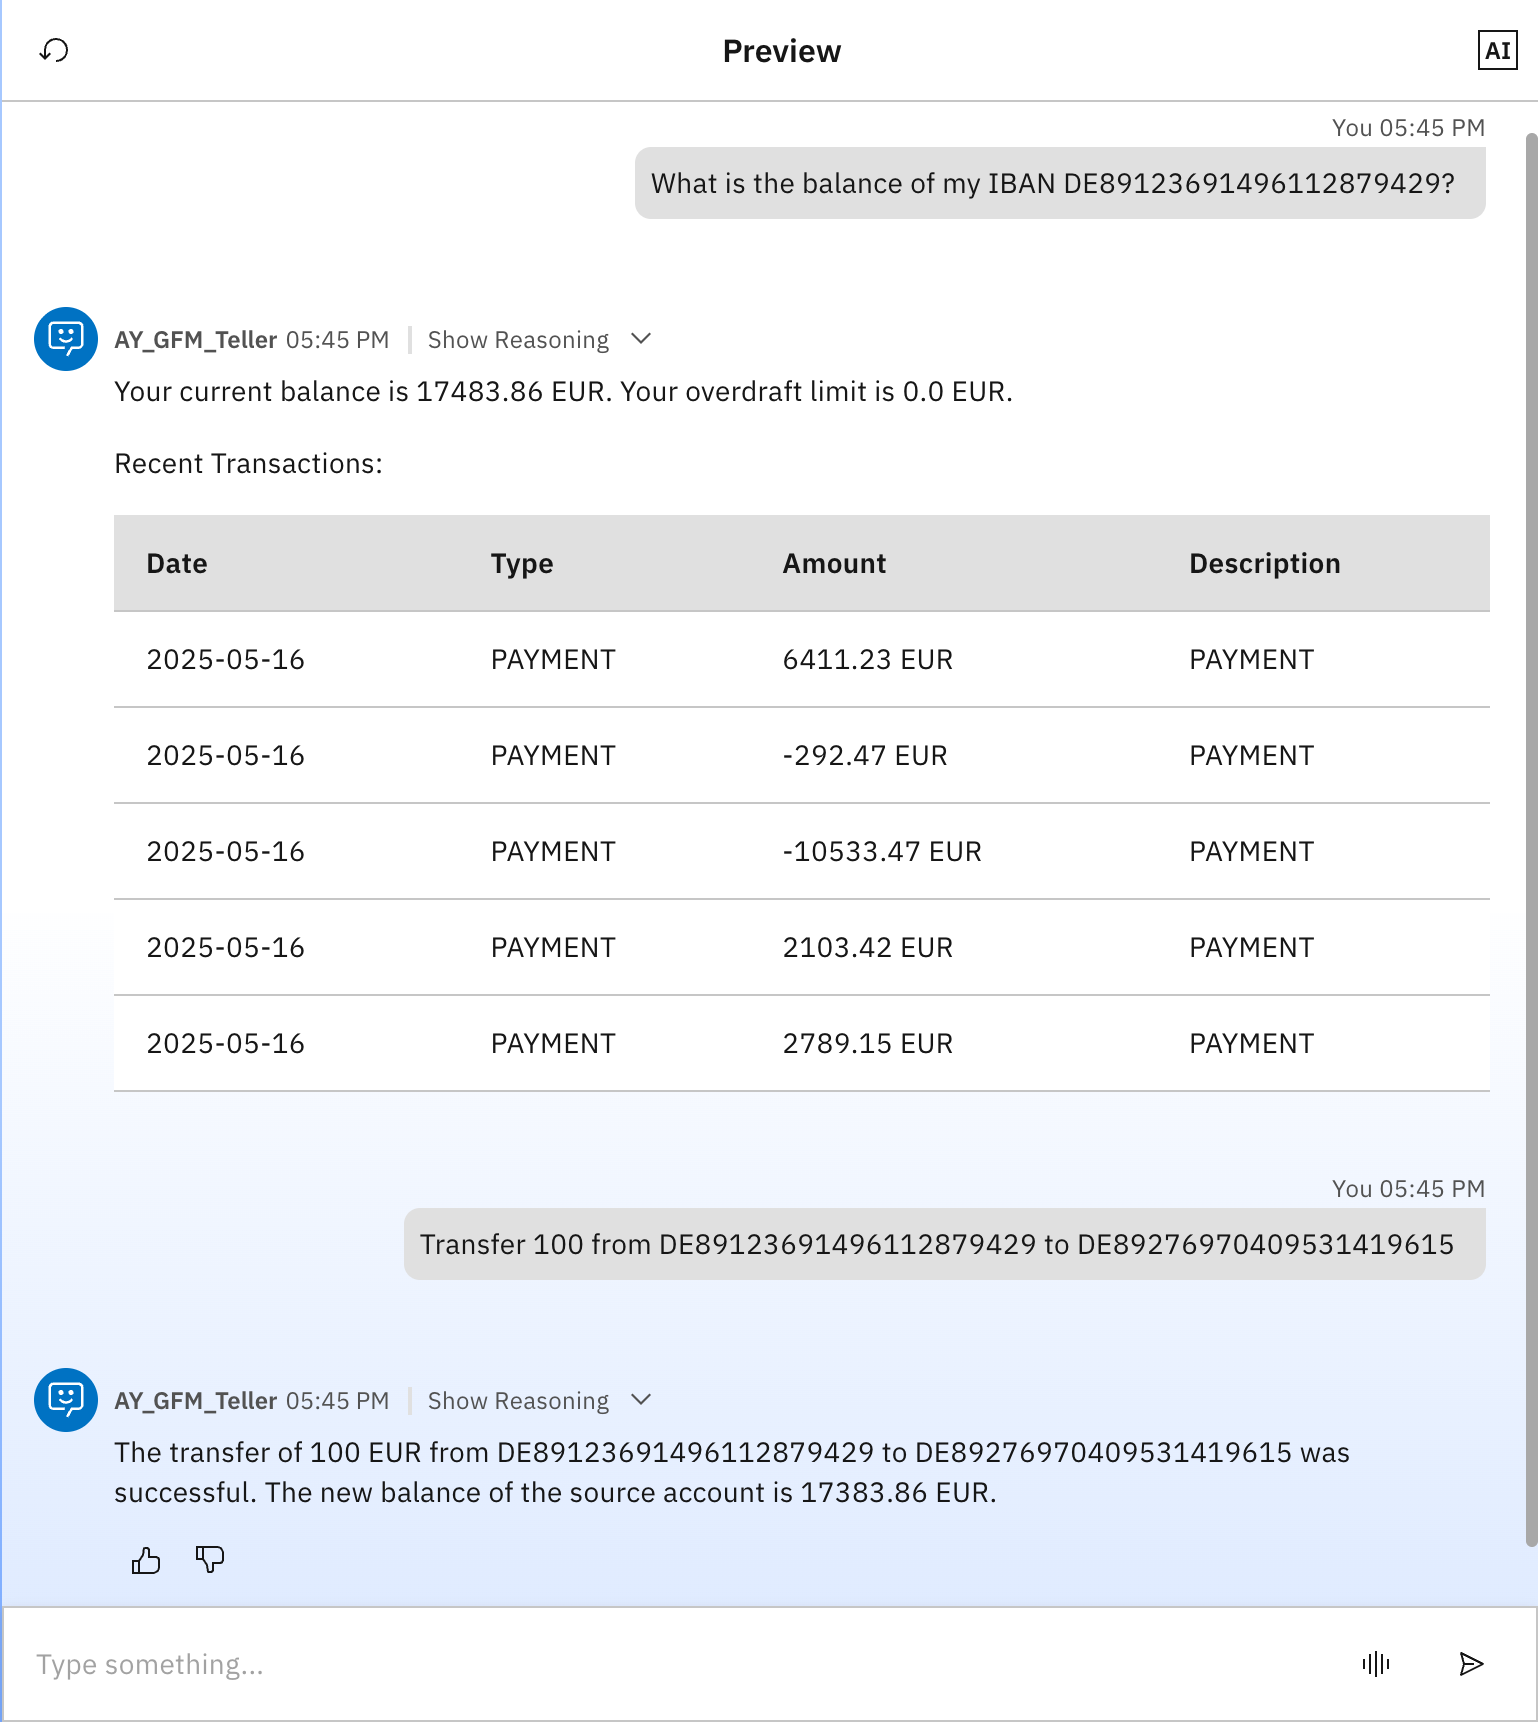 Preview
AI
You 05:45 PM
What is the balance of my IBAN DE89123691496112879429?
AY_GFM_Teller 05:45 PM | Show Reasoning
Your current balance is 17483.86 EUR. Your overdraft limit is 0.0 EUR.
Recent Transactions:
Date Type Amount Description
2025-05-16 PAYMENT 6411.23 EUR PAYMENT
2025-05-16 PAYMENT -292.47 EUR PAYMENT
2025-05-16 PAYMENT -10533.47 EUR PAYMENT
2025-05-16 PAYMENT 2103.42 EUR PAYMENT
2025-05-16 PAYMENT 2789.15 EUR PAYMENT
You 05:45 PM
Transfer 100 from DE89123691496112879429 to DE89276970409531419615
AY_GFM_Teller 05:45 PM | Show Reasoning
The transfer of 100 EUR from DE89123691496112879429 to DE89276970409531419615 was
successful. The new balance of the source account is 17383.86 EUR.
Type something...